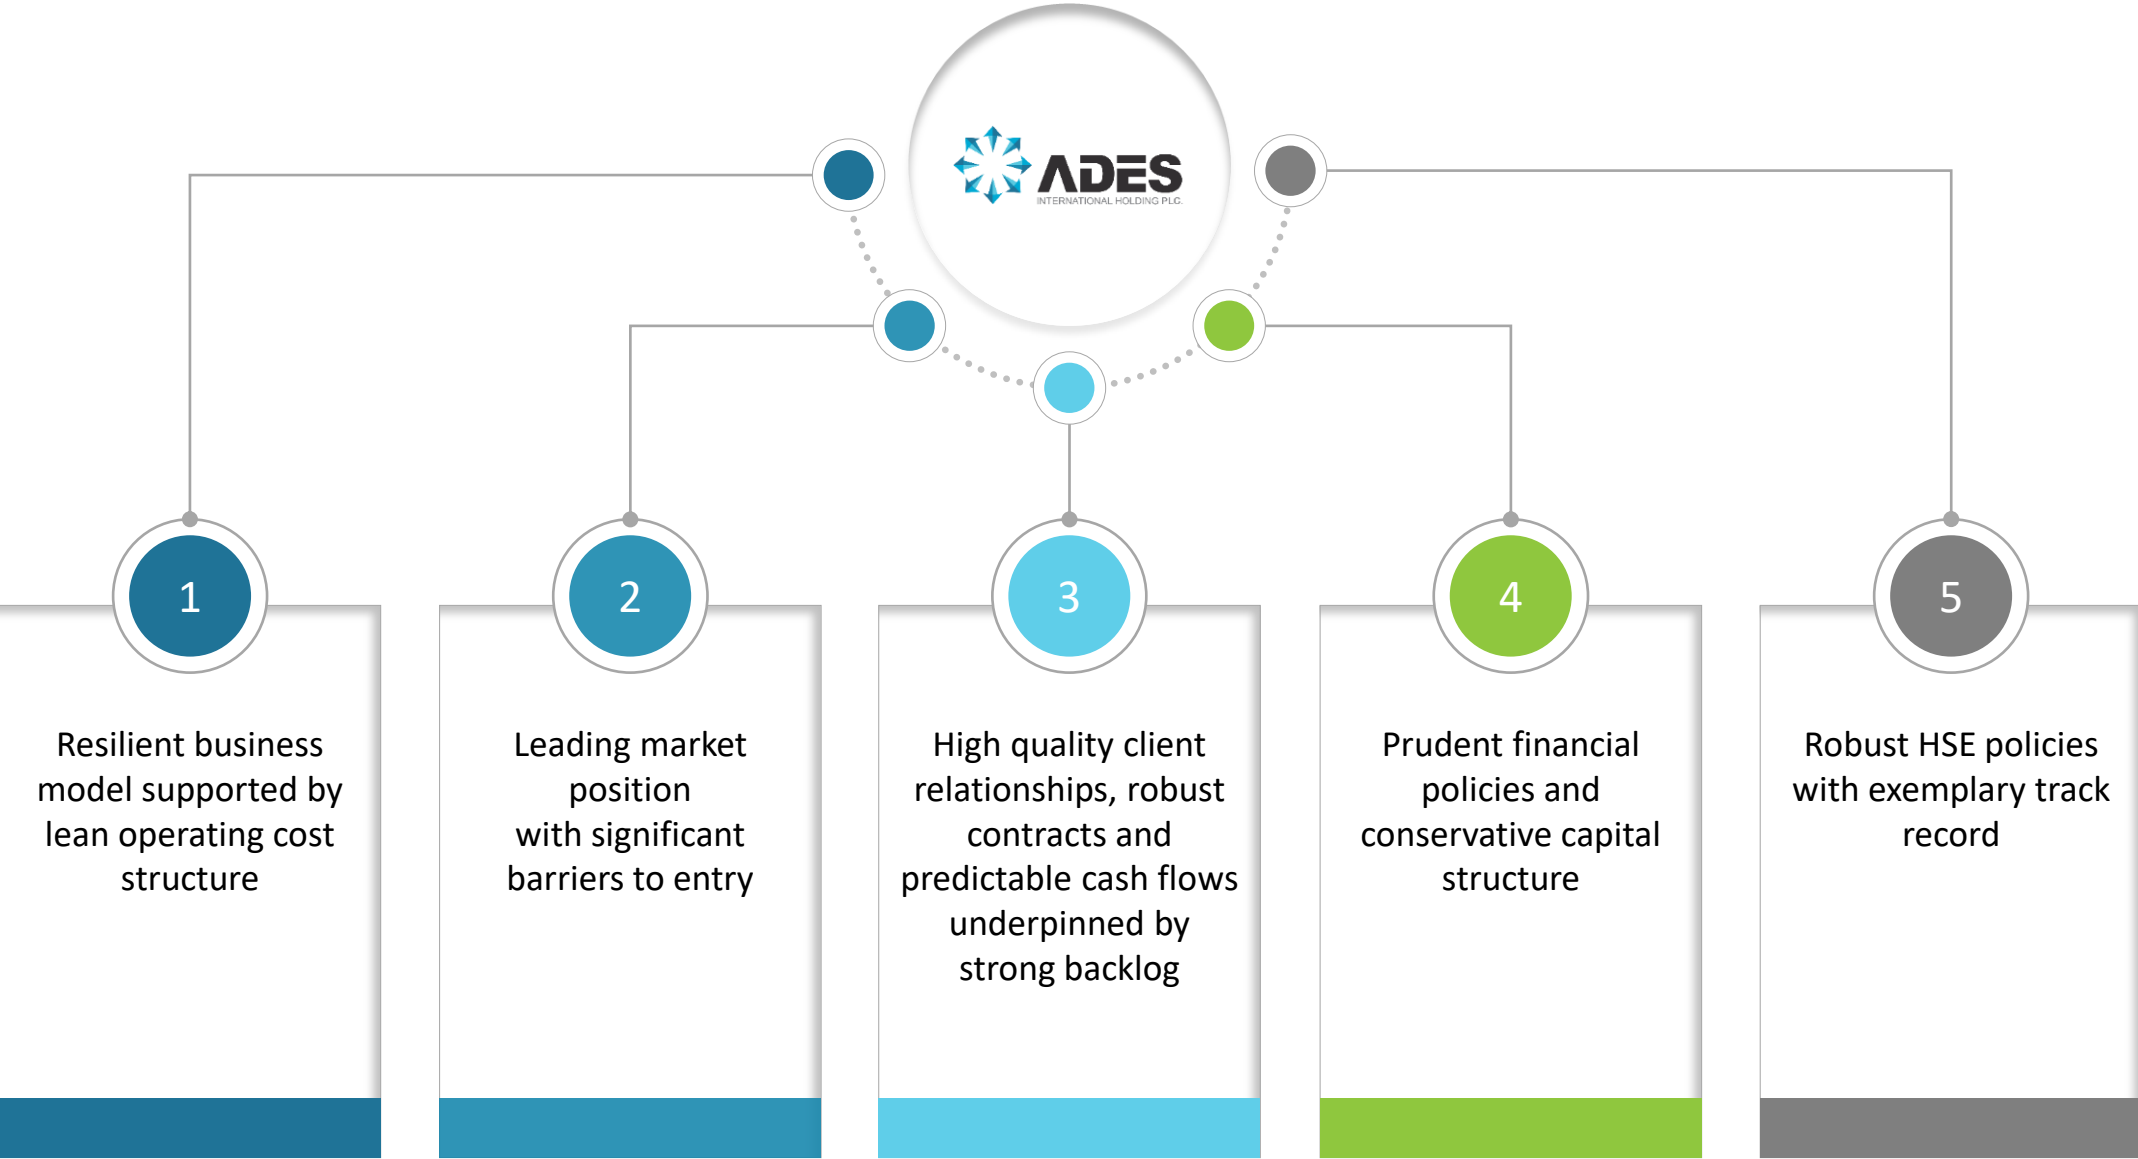 ADES
INTERNATIONAL HOLDING PLC.
1
Resilient business
model supported by
lean operating cost
structure
2
Leading market
position
with significant
barriers to entry
3
High quality client
relationships, robust
contracts and
predictable cash flows
underpinned by
strong backlog
4
Prudent financial
policies and
conservative capital
structure
5
Robust HSE policies
with exemplary track
record